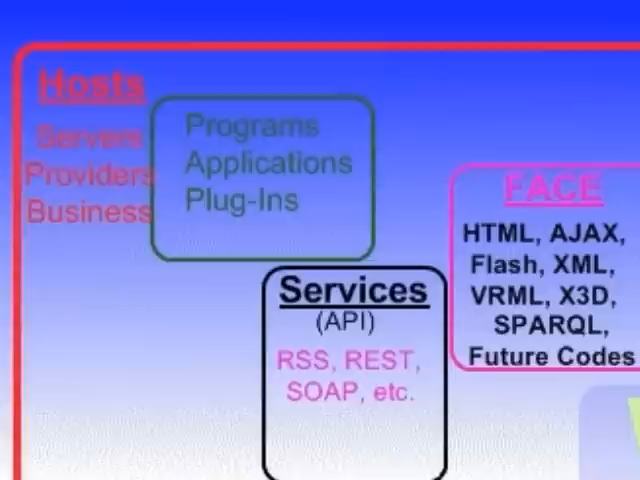 Hosts
Servers
Providers
Business
Programs
Applications
Plug-Ins
FACE
HTML, AJAX,
Flash, XML,
VRML, X3D,
SPARQL,
Future Codes
Services
(API)
RSS, REST,
SOAP, etc.